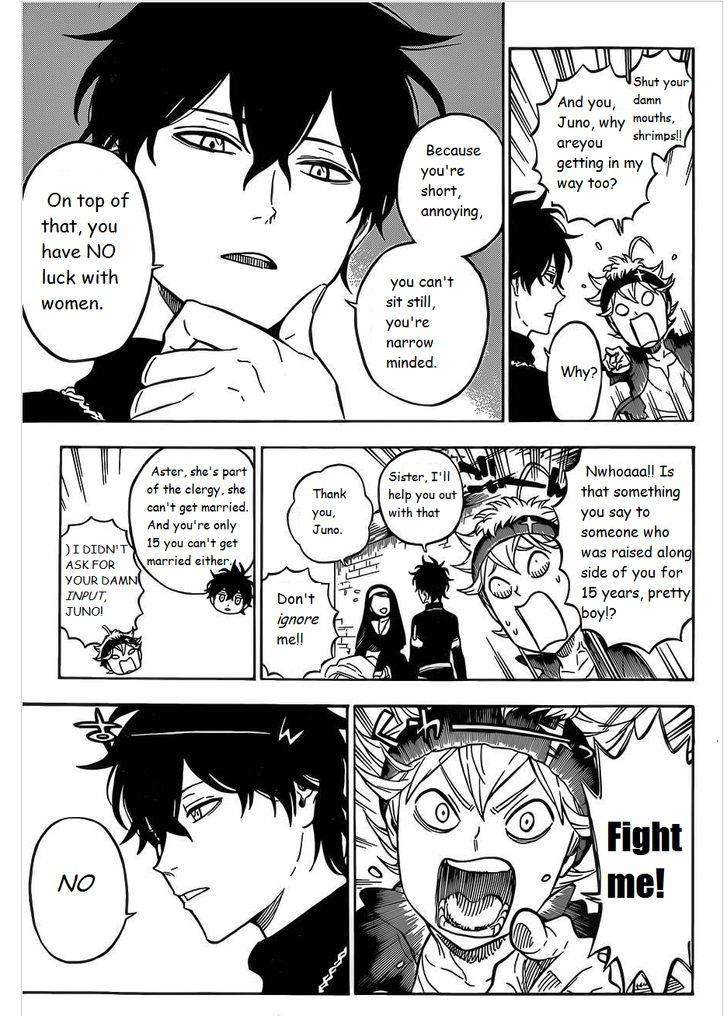 Shut your
damn
mouths,
shrimps!!
And you,
Juno, why
areyou
getting in my
way too?
Why?
Because
you're
short,
annoying,
you can't
sit still,
you're
narrow
minded.
On top of
that, you
have NO
luck with
women.
Nwhoaaa!! Is
that something
you say to
someone who
was raised along
side of you for
15 years, pretty
boy!?
Sister, I'll
help you out
with that
Thank
you,
Juno.
Don't
ignore
me!!
Aster, she's part
of the clergy, she
can't get married.
And you're only
15 you can't get
married either.
) I DIDN'T
ASK FOR
YOUR DAMN
INPUT,
JUNO!
Fight
me!
NO